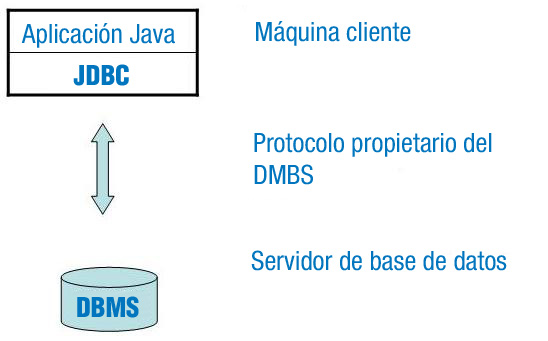 Aplicación Java
Máquina cliente
JDBC
Protocolo propietario del
DMBS
Servidor de base de datos
DBMS